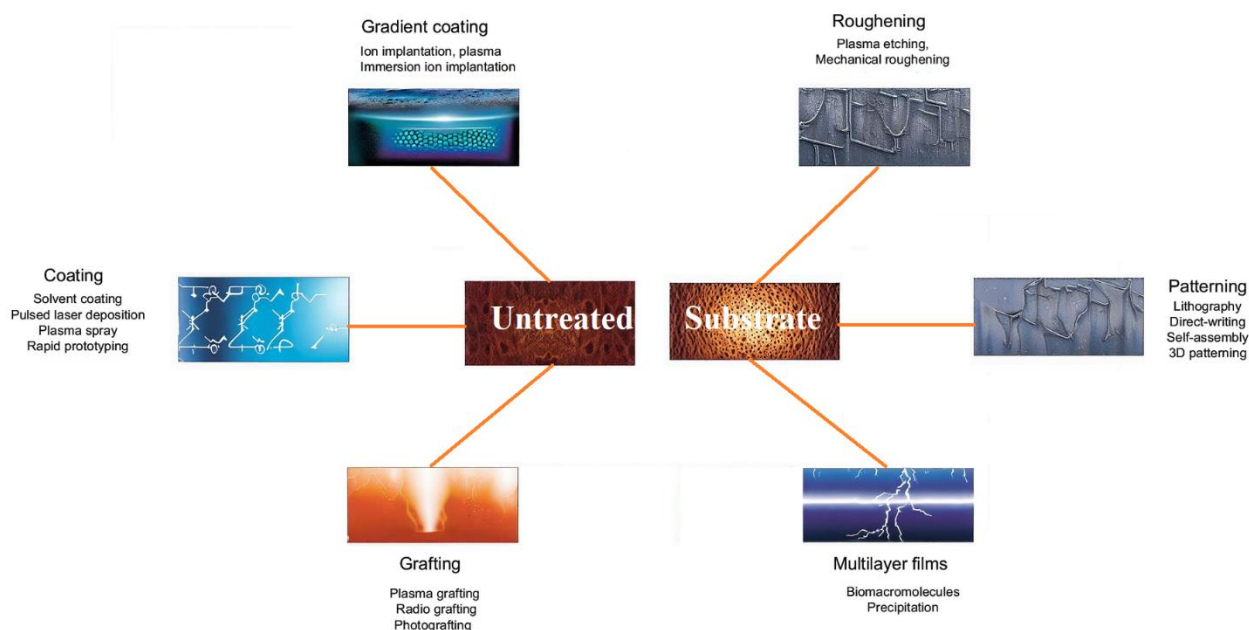 Gradient coating
Ion implantation, plasma
Immersion ion implantation
Roughening
Plasma etching,
Mechanical roughening
Coating
Solvent coating
Pulsed laser deposition
Plasma spray
Rapid prototyping
Untreated Substrate
Patterning
Lithography
Direct-writing
Self-assembly
3D patterning
Grafting
Plasma grafting
Radio grafting
Photografting
Multilayer films
Biomacromolecules
Precipitation